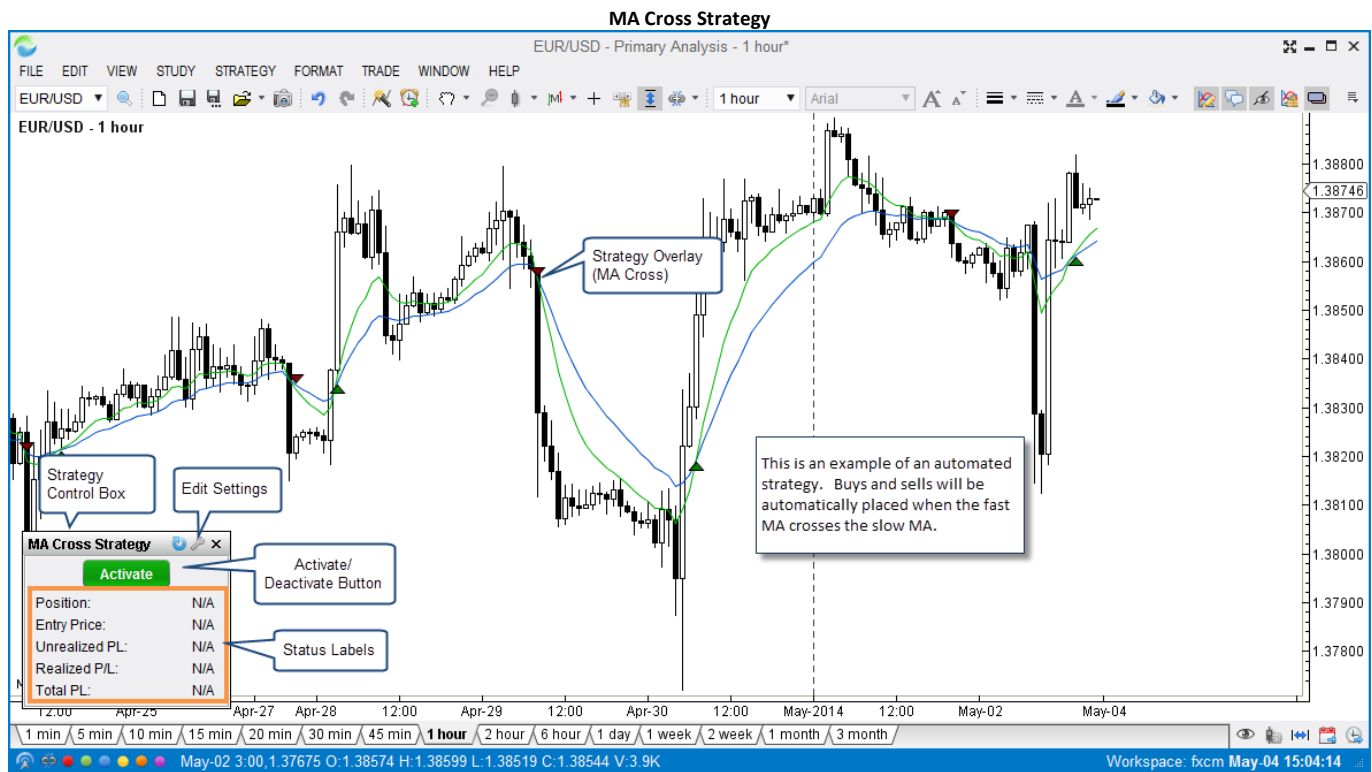 MA Cross Strategy
EUR/USD - Primary Analysis - 1 hour*
FILE EDIT VIEW STUDY STRATEGY FORMAT TRADE WINDOW HELP
EUR/USD 1 hour Arial
EUR/USD - 1 hour
1.38800
1.38746
1.38700
1.38600
1.38500
1.38400
1.38300
1.38200
1.38100
1.38000
1.37900
1.37800
Strategy Overlay
(MA Cross)
This is an example of an automated
strategy. Buys and sells will be
automatically placed when the fast
MA crosses the slow MA.
Strategy
Control Box
Edit Settings
MA Cross Strategy
Activate
Activate/
Deactivate Button
Position: N/A
Entry Price: N/A
Unrealized PL: N/A
Realized P/L: N/A
Total PL: N/A
Status Labels
12:00 Apr-25 Apr-27 Apr-28 12:00 Apr-29 12:00 Apr-30 12:00 May-2014 12:00 May-02 May-04
1 min 5 min 10 min 15 min 20 min 30 min 45 min 1 hour 2 hour 6 hour 1 day 1 week 2 week 1 month 3 month
May-02 3:00,1.37675 O:1.38574 H:1.38599 L:1.38519 C:1.38544 V:3.9K
Workspace: fxcm May-04 15:04:14